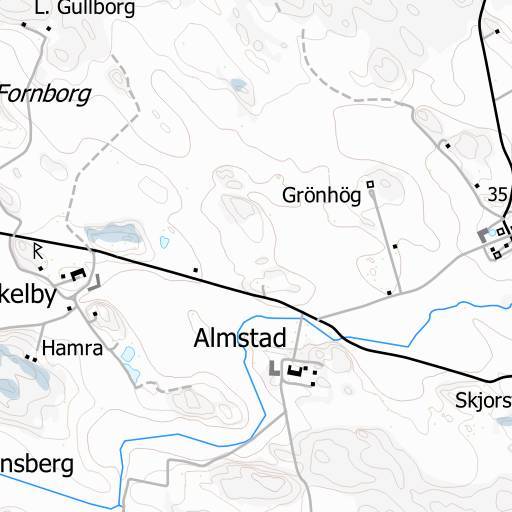 L. Gullborg
Fornborg
Grönhög
35
R
kelby
Almstad
Hamra
Skjors
nsberg